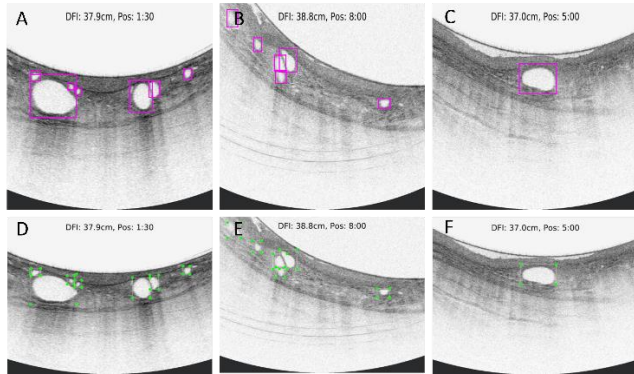 A
DFI: 37.9cm, Pos: 1:30
B
DFI: 38.8cm, Pos: 8:00
C
DFI: 37.0cm, Pos: 5:00
D
DFI: 37.9cm, Pos: 1:30
E
DFI: 38.8cm, Pos: 8:00
F
DFI: 37.0cm, Pos: 5:00